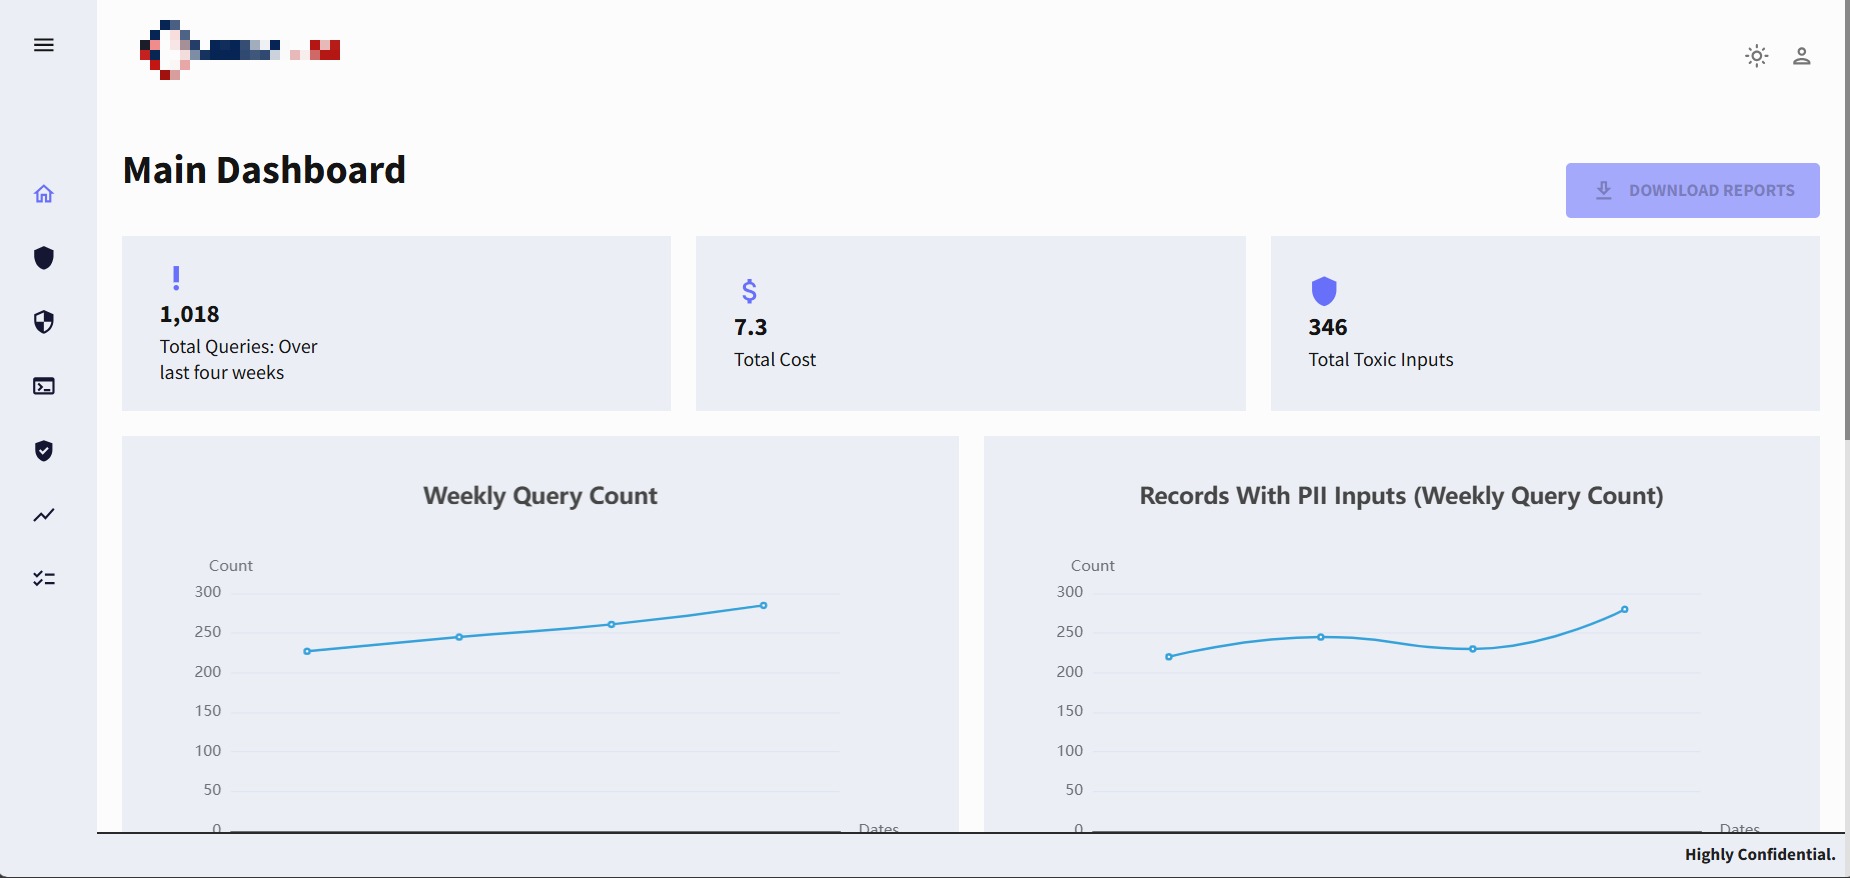 Main Dashboard
DOWNLOAD REPORTS
1,018
Total Queries: Over
last four weeks
$
7.3
Total Cost
346
Total Toxic Inputs
Weekly Query Count
Count
300
250
200
150
100
50
0
Dates
Records With PII Inputs (Weekly Query Count)
Count
300
250
200
150
100
50
0
Dates
Highly Confidential.